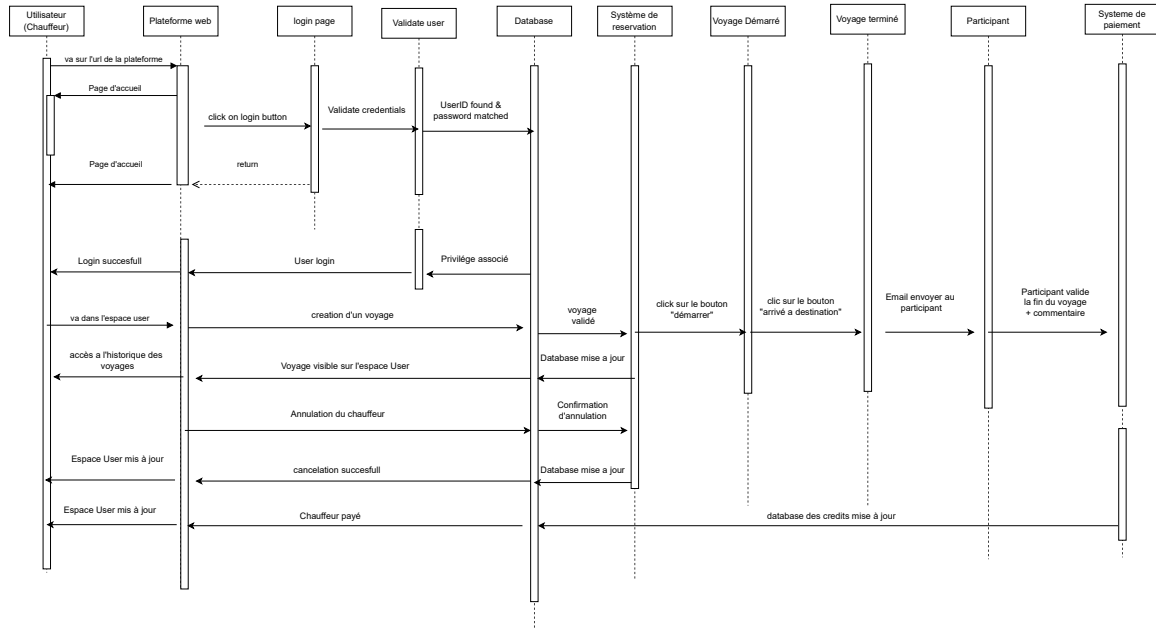 Utilisateur
(Chauffeur)
Plateforme web
login page
Validate user
Database
Système de
reservation
Voyage Démarré
Voyage terminé
Participant
Systeme de
paiement
va sur l'url de la plateforme
Page d'accueil
click on login button
Validate credentials
UserID found &
password matched
Page d'accueil
return
Login succesfull
User login
Privilége associé
va dans l'espace user
creation d'un voyage
voyage
validé
click sur le bouton
"démarrer"
clic sur le bouton
"arrivé a destination"
Email envoyer au
participant
Participant valide
la fin du voyage
+ commentaire
accès a l'historique des
voyages
Voyage visible sur l'espace User
Database mise a jour
Annulation du chauffeur
Confirmation
d'annulation
Espace User mis à jour
cancelation succesfull
Database mise a jour
Espace User mis à jour
Chauffeur payé
database des credits mise à jour